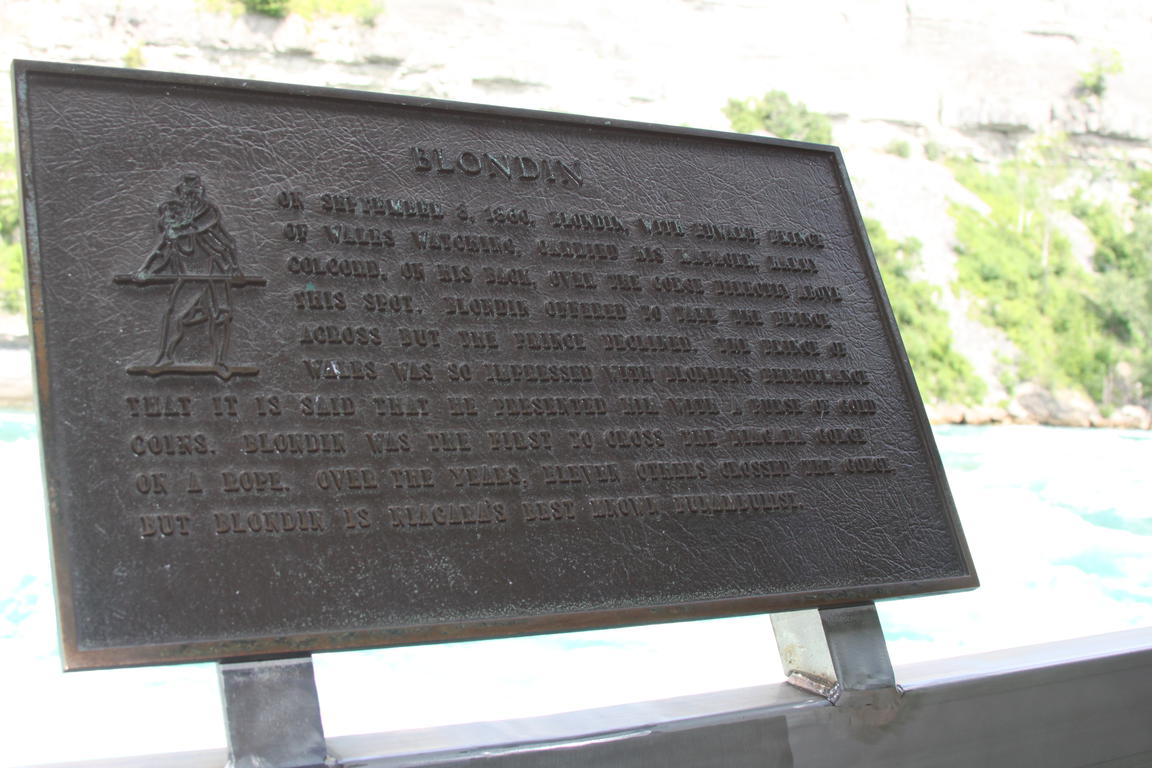 BLONDIN
ON SEPTEMBER 8, 1860, BLONDIN, WITH EDWARD, PRINCE
OF WALES WATCHING, CARRIED HIS MANAGER, HARRY
COLCORD, ON HIS BACK, OVER THE GORGE DIRECTLY ABOVE
THIS SPOT. BLONDIN OFFERED TO TAKE THE PRINCE
ACROSS BUT THE PRINCE DECLINED. THE PRINCE OF
WALES WAS SO IMPRESSED WITH BLONDIN'S PERFORMANCE
THAT IT IS SAID THAT HE PRESENTED HIM WITH A PURSE OF GOLD
COINS. BLONDIN WAS THE FIRST TO CROSS THE NIAGARA GORGE
ON A ROPE. OVER THE YEARS, ELEVEN OTHERS CROSSED THE GORGE
BUT BLONDIN IS NIAGARA'S BEST KNOWN FUNAMBULIST.